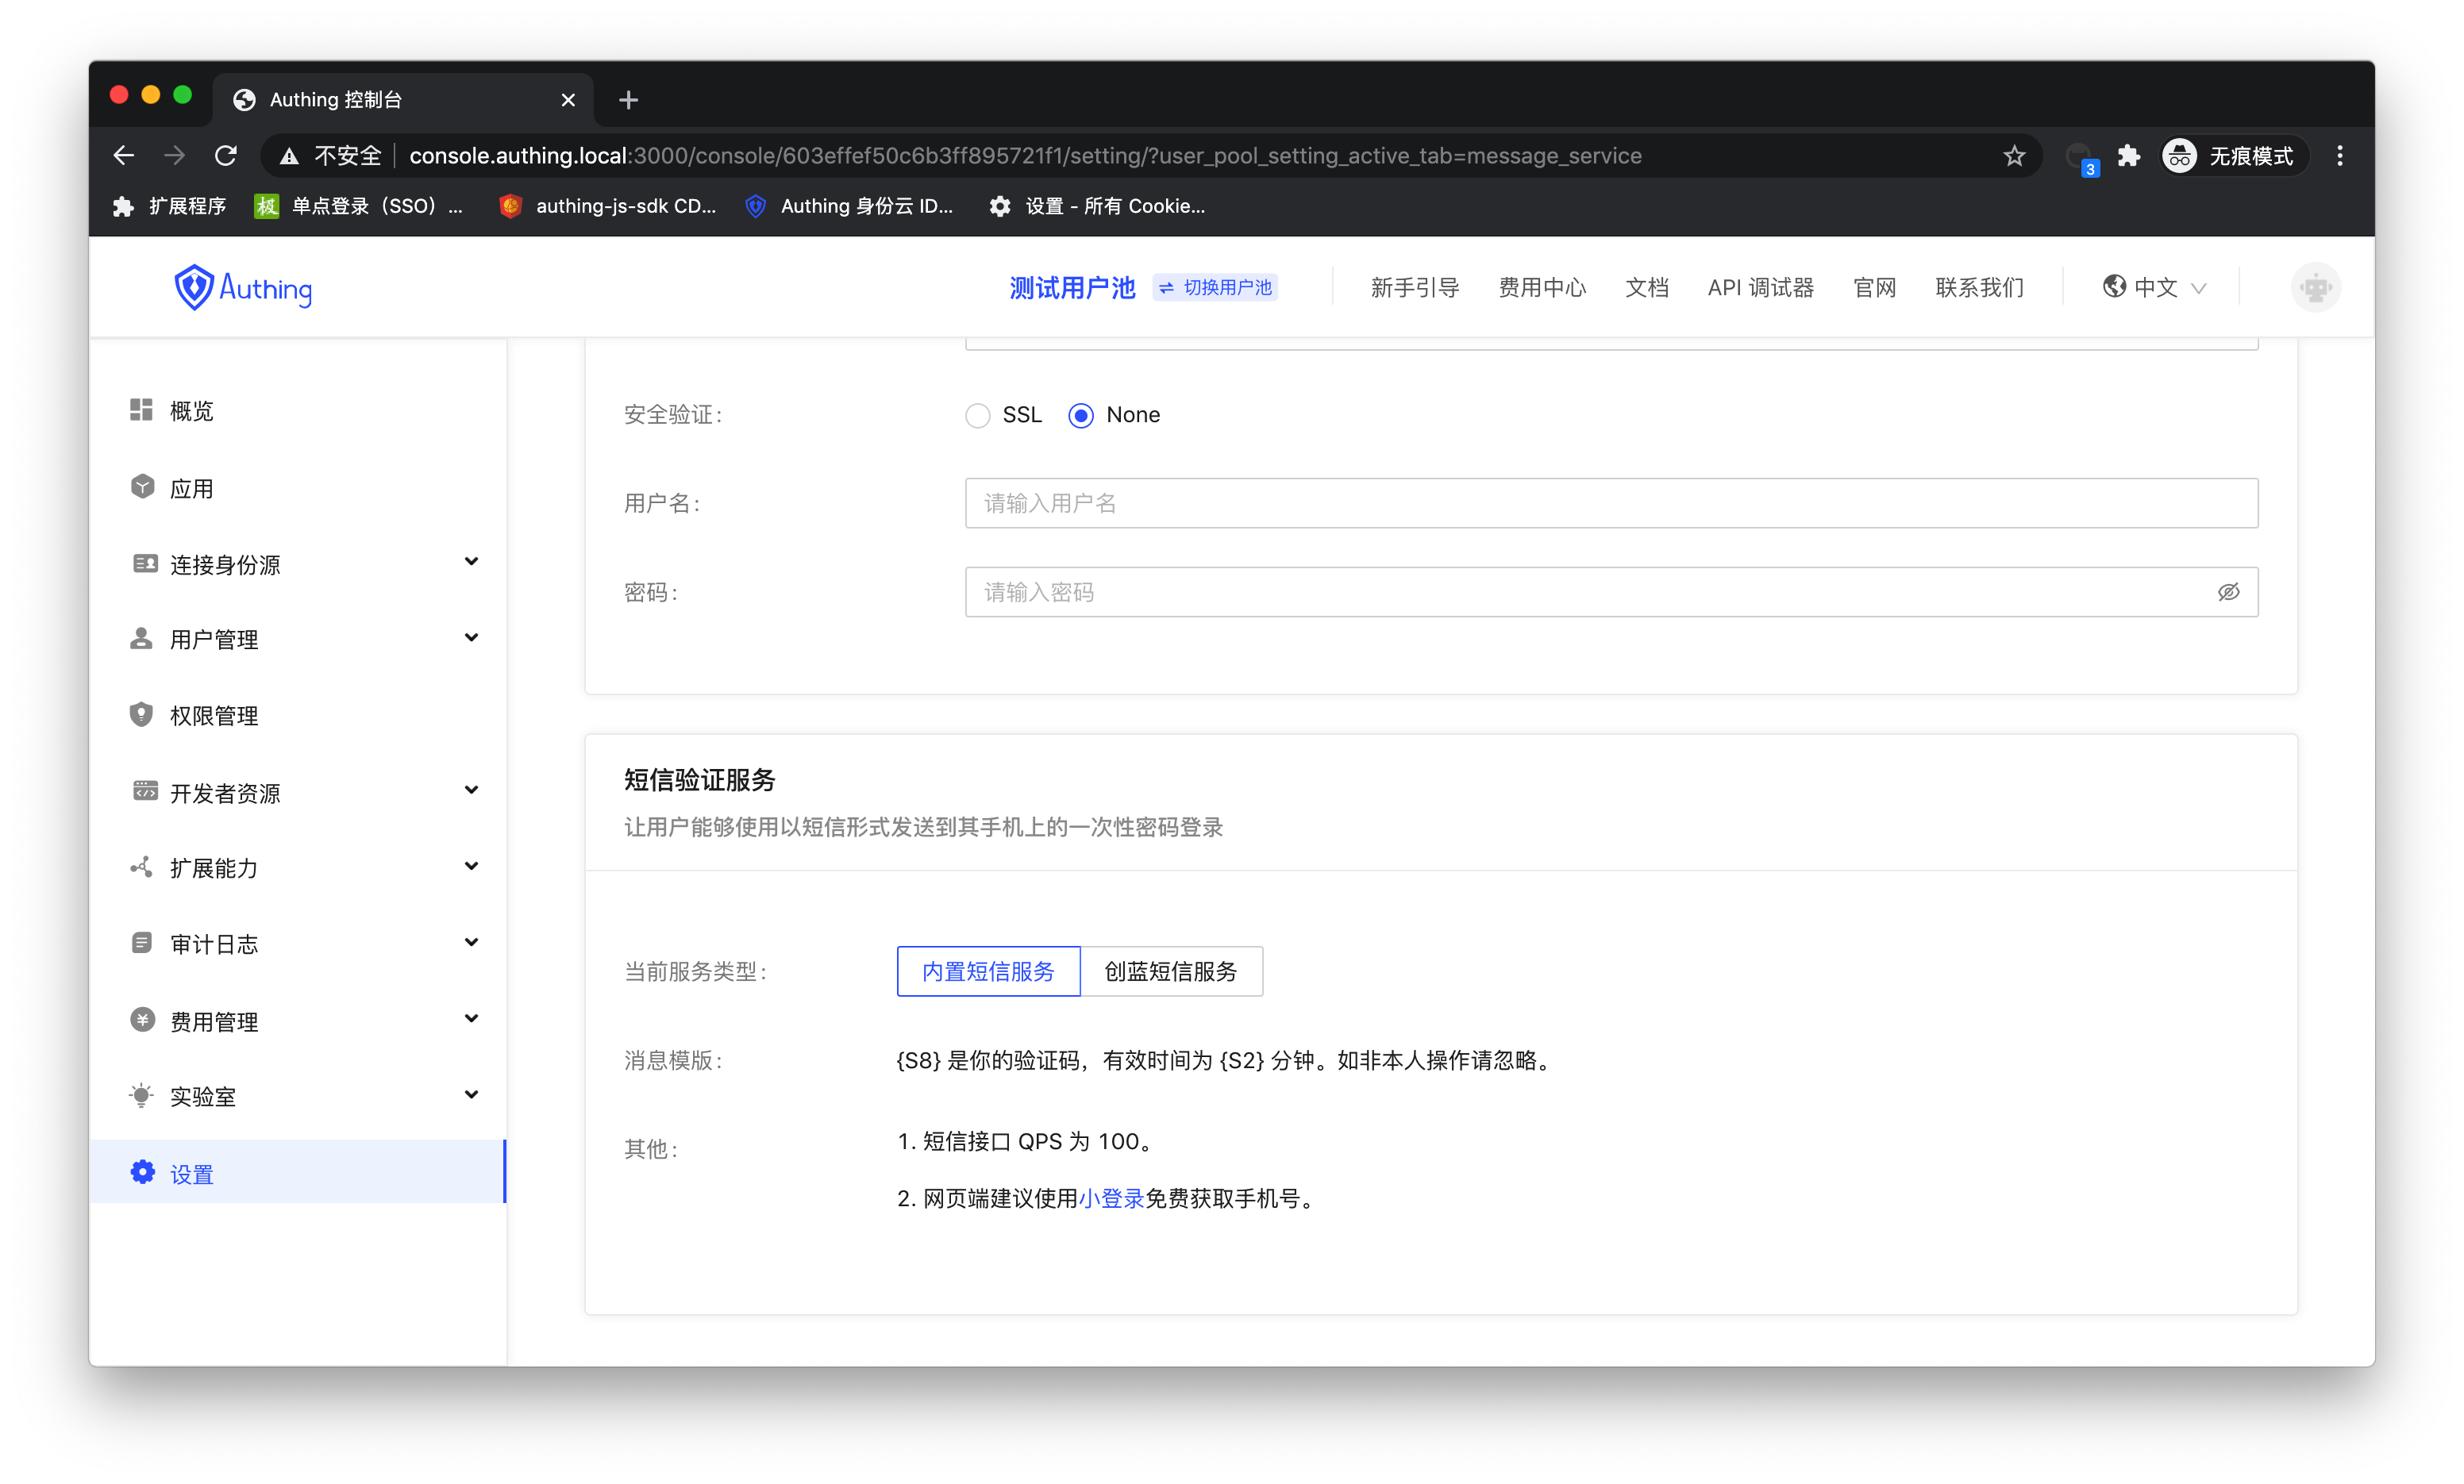 Authing 控制台
不安全 console.authing.local:3000/console/603effef50c6b3ff895721f1/setting/?user_pool_setting_active_tab=message_service
3
无痕模式
扩展程序
极 单点登录（SSO）...
authing-js-sdk CD...
Authing 身份云 ID...
设置 - 所有 Cookie...
Authing
测试用户池
切换用户池
新手引导
费用中心
文档
API 调试器
官网
联系我们
中文
概览
应用
连接身份源
用户管理
权限管理
开发者资源
扩展能力
审计日志
费用管理
实验室
设置
安全验证: SSL None
用户名: 请输入用户名
密码: 请输入密码
短信验证服务
让用户能够使用以短信形式发送到其手机上的一次性密码登录
当前服务类型: 内置短信服务 创蓝短信服务
消息模版: {S8} 是你的验证码，有效时间为 {S2} 分钟。如非本人操作请忽略。
其他: 1. 短信接口 QPS 为 100。
2. 网页端建议使用小登录免费获取手机号。